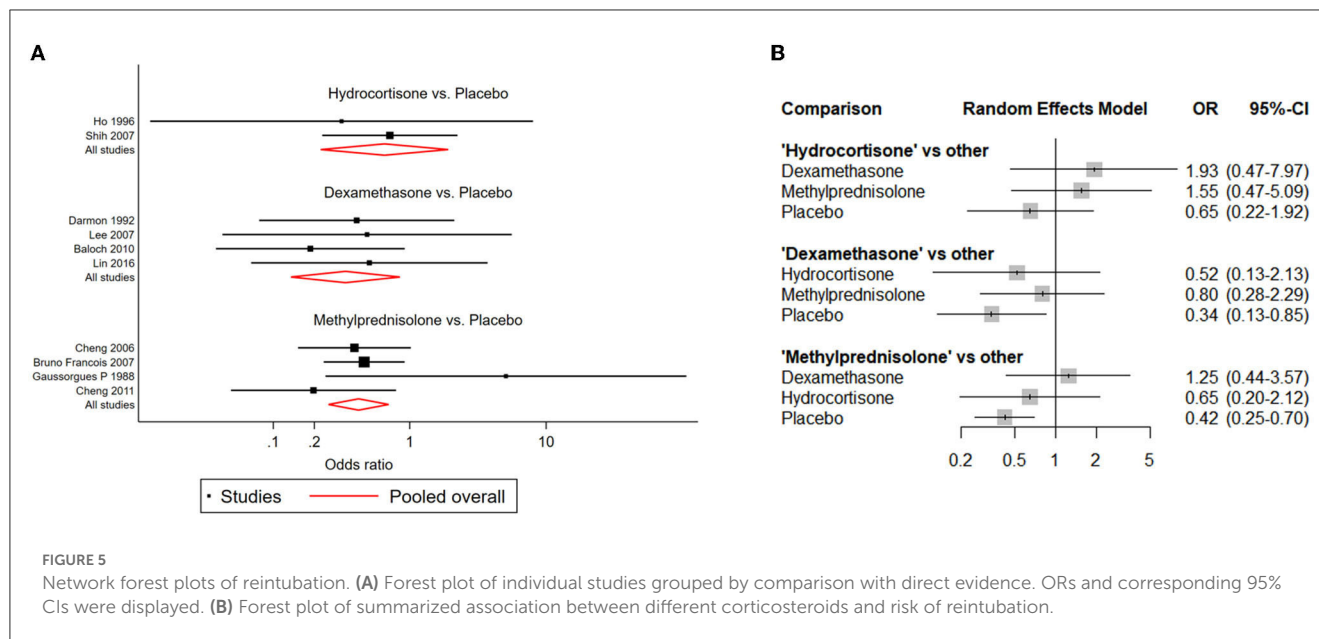 A
Hydrocortisone vs. Placebo
Ho 1996
Shih 2007
All studies
Dexamethasone vs. Placebo
Darmon 1992
Lee 2007
Baloch 2010
Lin 2016
All studies
Methylprednisolone vs. Placebo
Cheng 2006
Bruno Francois 2007
Gaussorgues P 1988
Cheng 2011
All studies
.1 .2 1 10
Odds ratio
Studies Pooled overall
B
Comparison Random Effects Model OR 95%-CI
'Hydrocortisone' vs other
Dexamethasone 1.93 (0.47-7.97)
Methylprednisolone 1.55 (0.47-5.09)
Placebo 0.65 (0.22-1.92)
'Dexamethasone' vs other
Hydrocortisone 0.52 (0.13-2.13)
Methylprednisolone 0.80 (0.28-2.29)
Placebo 0.34 (0.13-0.85)
'Methylprednisolone' vs other
Dexamethasone 1.25 (0.44-3.57)
Hydrocortisone 0.65 (0.20-2.12)
Placebo 0.42 (0.25-0.70)
0.2 0.5 1 2 5
FIGURE 5
Network forest plots of reintubation. (A) Forest plot of individual studies grouped by comparison with direct evidence. ORs and corresponding 95%
CIs were displayed. (B) Forest plot of summarized association between different corticosteroids and risk of reintubation.